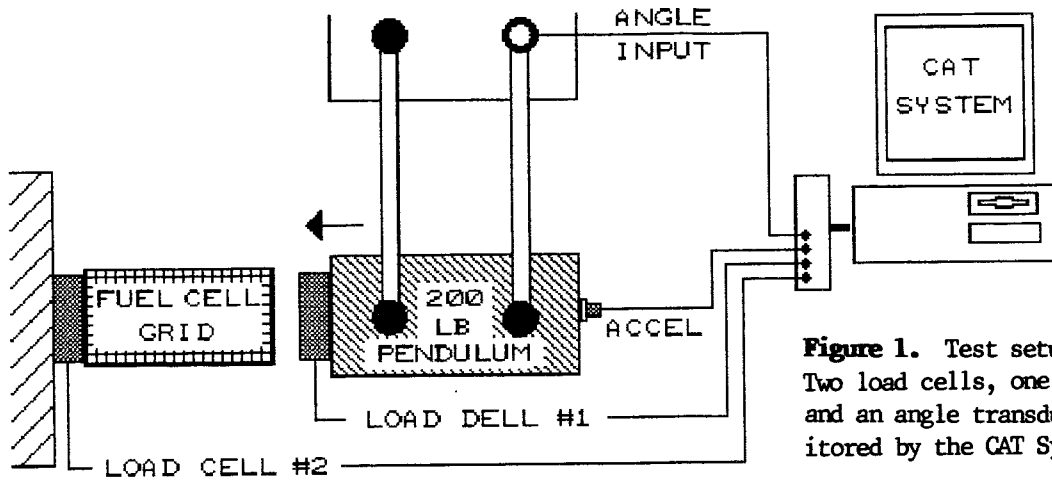 ANGLE
INPUT
CAT
SYSTEM
FUEL CELL
GRID
200
LB
PENDULUM
ACCEL
LOAD DELL #1
LOAD CELL #2
Figure 1. Test setu
Two load cells, one
and an angle transdu
itored by the CAT Sy